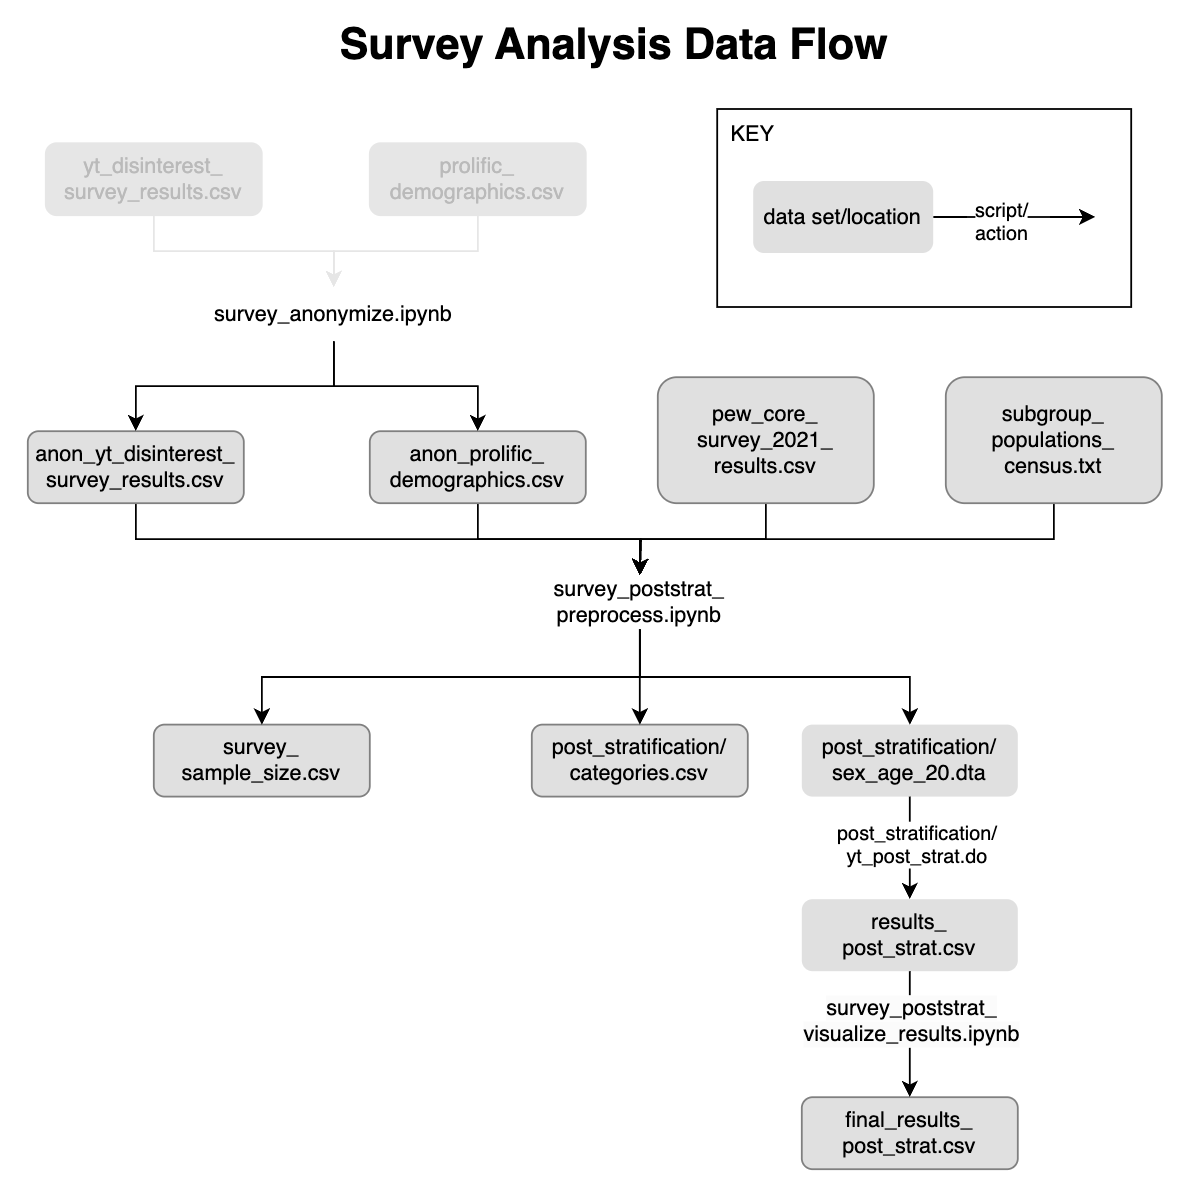 Survey Analysis Data Flow
KEY
data set/location
script/
action
yt_disinterest_
survey_results.csv
prolific_
demographics.csv
survey_anonymize.ipynb
anon_yt_disinterest_
survey_results.csv
anon_prolific_
demographics.csv
pew_core_
survey_2021_
results.csv
subgroup_
populations_
census.txt
survey_poststrat_
preprocess.ipynb
survey_
sample_size.csv
post_stratification/
categories.csv
post_stratification/
sex_age_20.dta
post_stratification/
yt_post_strat.do
results_
post_strat.csv
survey_poststrat_
visualize_results.ipynb
final_results_
post_strat.csv